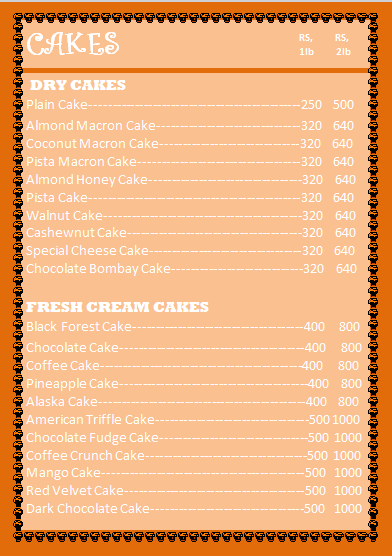 CAKES RS, RS,
1lb 2lb
DRY CAKES
Plain Cake----------------------------------------------250 500
Almond Macron Cake-------------------------------320 640
Coconut Macron Cake------------------------------320 640
Pista Macron Cake-----------------------------------320 640
Almond Honey Cake---------------------------------320 640
Pista Cake----------------------------------------------320 640
Walnut Cake-------------------------------------------320 640
Cashewnut Cake--------------------------------------320 640
Special Cheese Cake---------------------------------320 640
Chocolate Bombay Cake----------------------------320 640
FRESH CREAM CAKES
Black Forest Cake-------------------------------------400 800
Chocolate Cake----------------------------------------400 800
Coffee Cake--------------------------------------------400 800
Pineapple Cake----------------------------------------400 800
Alaska Cake--------------------------------------------400 800
American Triffle Cake---------------------------------500 1000
Chocolate Fudge Cake--------------------------------500 1000
Coffee Crunch Cake-----------------------------------500 1000
Mango Cake--------------------------------------------500 1000
Red Velvet Cake---------------------------------------500 1000
Dark Chocolate Cake---------------------------------500 1000